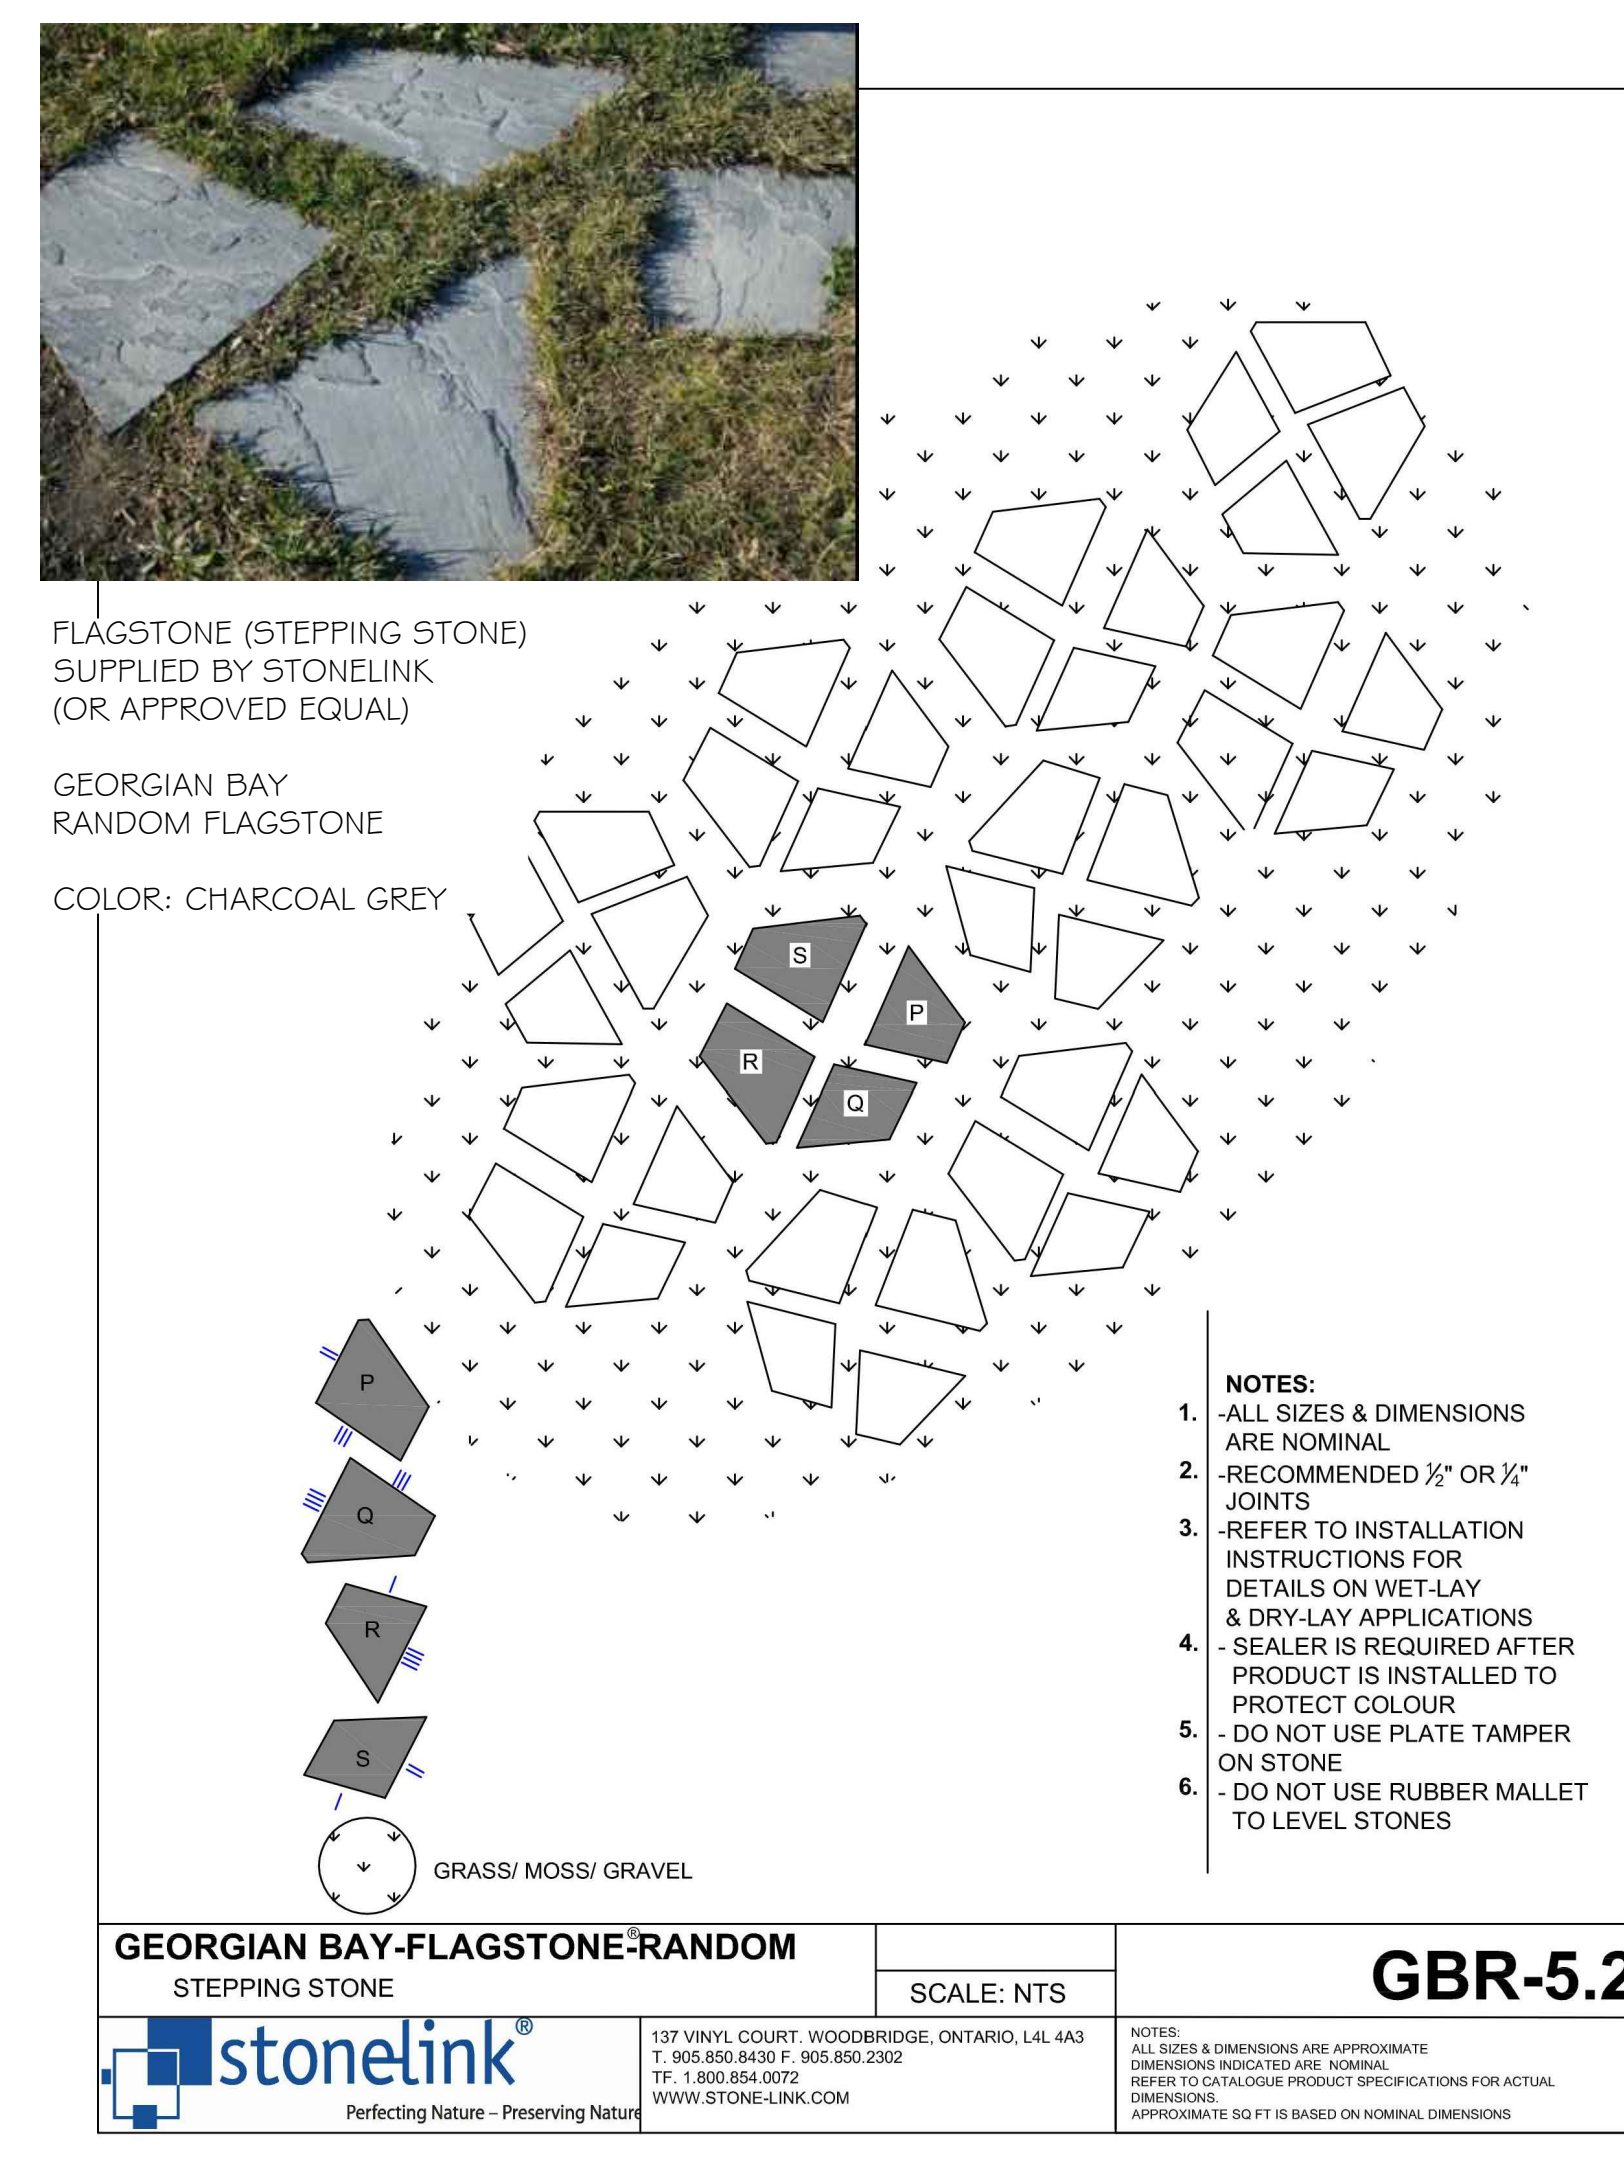 FLAGSTONE (STEPPING STONE)
SUPPLIED BY STONELINK
(OR APPROVED EQUAL)
GEORGIAN BAY
RANDOM FLAGSTONE
COLOR: CHARCOAL GREY
S
P
R
Q
P
Q
R
S
GRASS/ MOSS/ GRAVEL
NOTES:
1. -ALL SIZES & DIMENSIONS
ARE NOMINAL
2. -RECOMMENDED ½" OR ¼"
JOINTS
3. -REFER TO INSTALLATION
INSTRUCTIONS FOR
DETAILS ON WET-LAY
& DRY-LAY APPLICATIONS
4. - SEALER IS REQUIRED AFTER
PRODUCT IS INSTALLED TO
PROTECT COLOUR
5. - DO NOT USE PLATE TAMPER
ON STONE
6. - DO NOT USE RUBBER MALLET
TO LEVEL STONES
GEORGIAN BAY-FLAGSTONE®-RANDOM
STEPPING STONE
SCALE: NTS
GBR-5.2
stonelink®
Perfecting Nature – Preserving Nature
137 VINYL COURT. WOODBRIDGE, ONTARIO, L4L 4A3
T. 905.850.8430 F. 905.850.2302
TF. 1.800.854.0072
WWW.STONE-LINK.COM
NOTES:
ALL SIZES & DIMENSIONS ARE APPROXIMATE
DIMENSIONS INDICATED ARE NOMINAL
REFER TO CATALOGUE PRODUCT SPECIFICATIONS FOR ACTUAL
DIMENSIONS.
APPROXIMATE SQ FT IS BASED ON NOMINAL DIMENSIONS